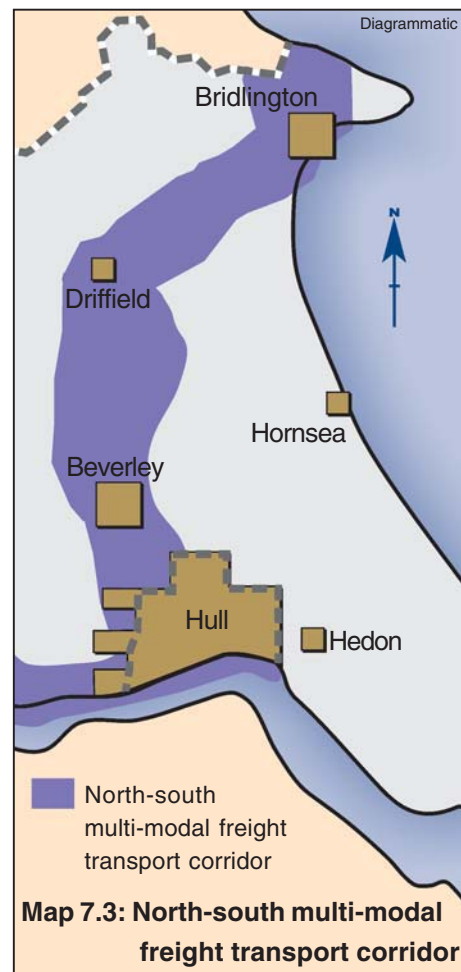 Diagrammatic
Bridlington
N
Driffield
Hornsea
Beverley
Hull
Hedon
North-south
multi-modal freight
transport corridor
Map 7.3: North-south multi-modal
freight transport corridor